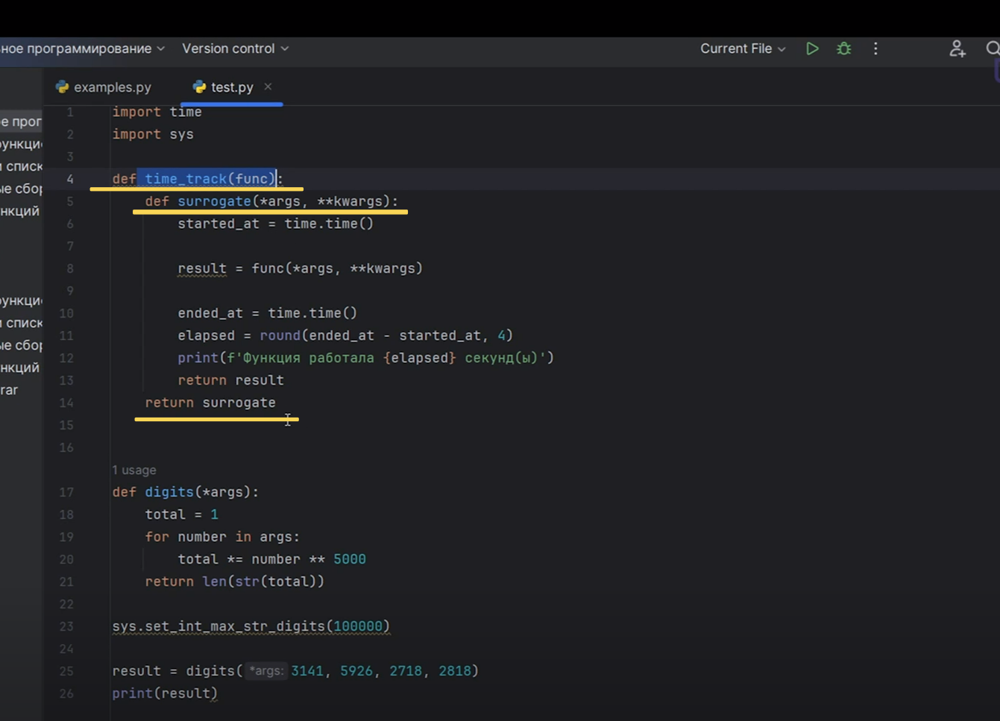 ное программирование Version control Current File
examples.py test.py
е прог
ункци
и списк
ые сбор
нкций
ункци
и списк
ые сбор
нкций
rar
1 import time
2 import sys
3
4 def time_track(func):
5     def surrogate(*args, **kwargs):
6         started_at = time.time()
7
8         result = func(*args, **kwargs)
9
10         ended_at = time.time()
11         elapsed = round(ended_at - started_at, 4)
12         print(f'Функция работала {elapsed} секунд(ы)')
13         return result
14     return surrogate
15
16
1 usage
17 def digits(*args):
18     total = 1
19     for number in args:
20         total *= number ** 5000
21     return len(str(total))
22
23 sys.set_int_max_str_digits(100000)
24
25 result = digits( *args: 3141, 5926, 2718, 2818)
26 print(result)